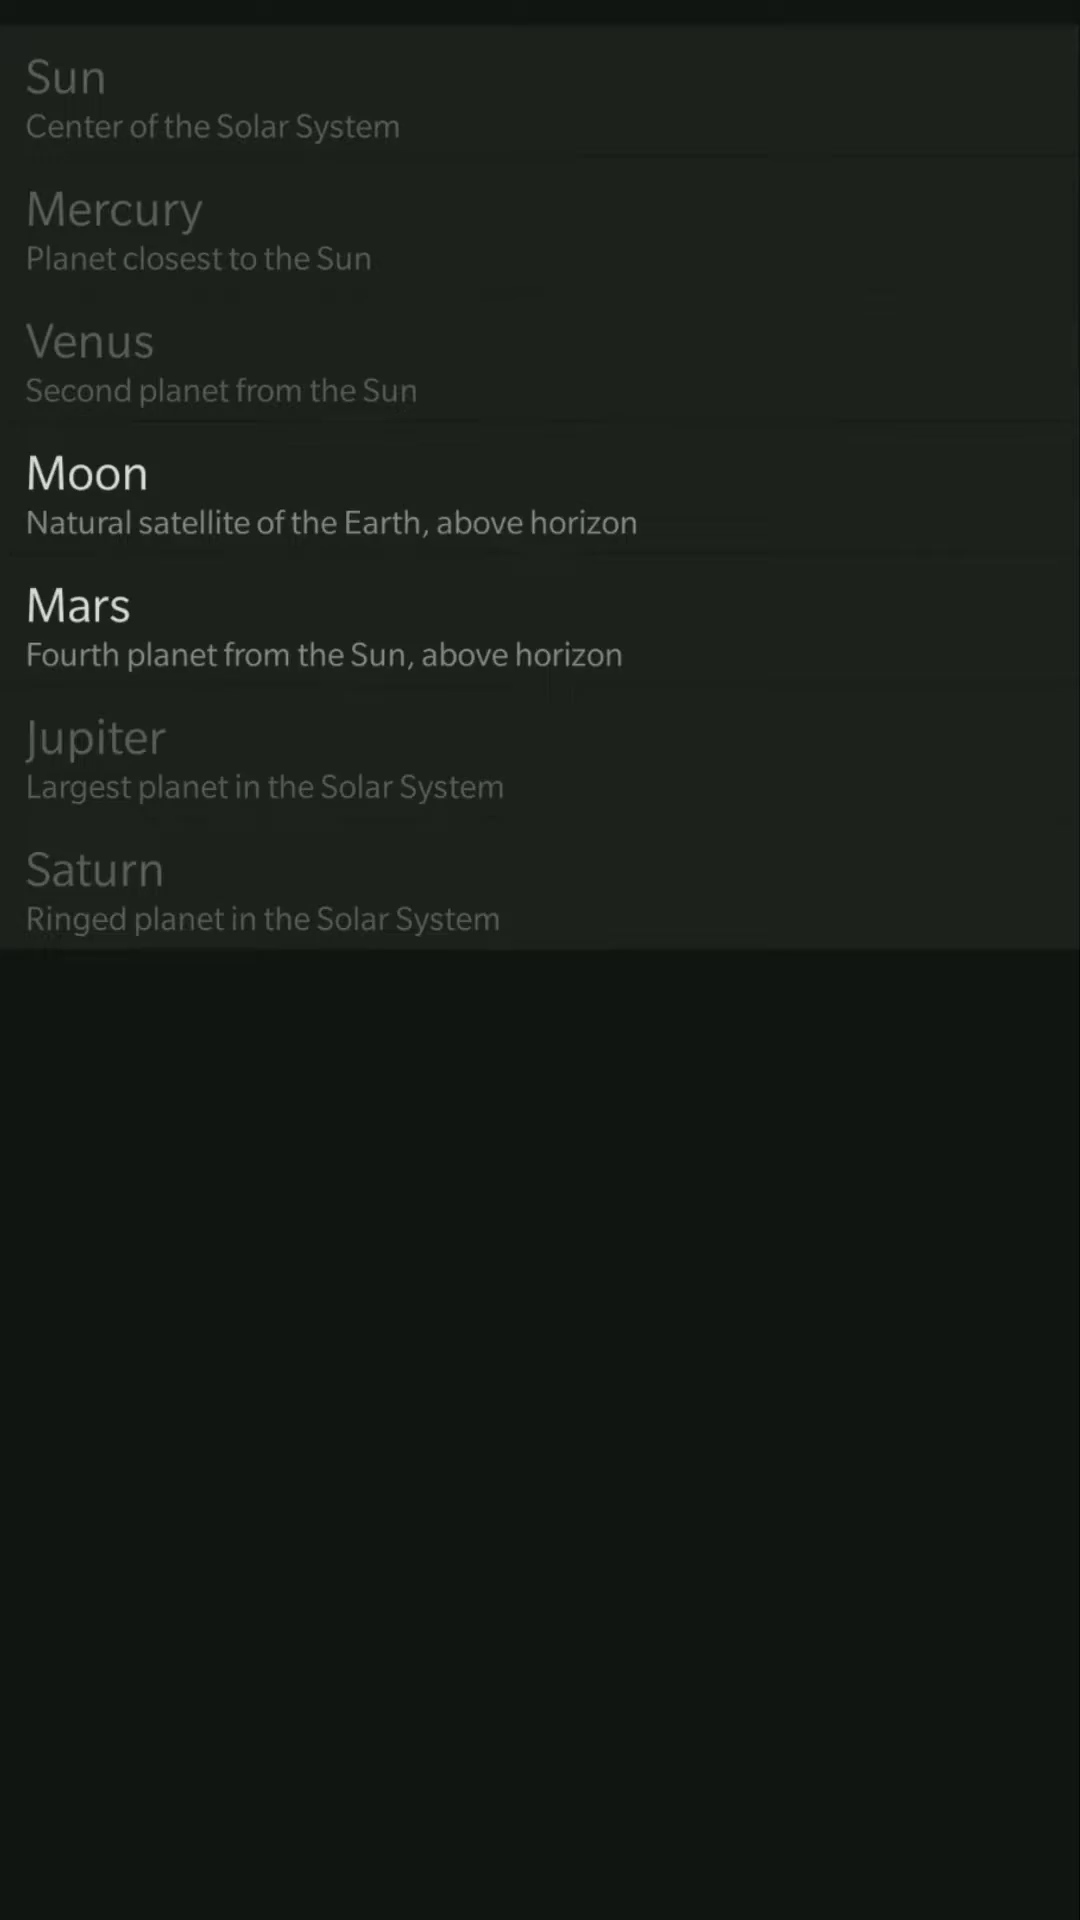 Sun
Center of the Solar System
Mercury
Planet closest to the Sun
Venus
Second planet from the Sun
Moon
Natural satellite of the Earth, above horizon
Mars
Fourth planet from the Sun, above horizon
Jupiter
Largest planet in the Solar System
Saturn
Ringed planet in the Solar System